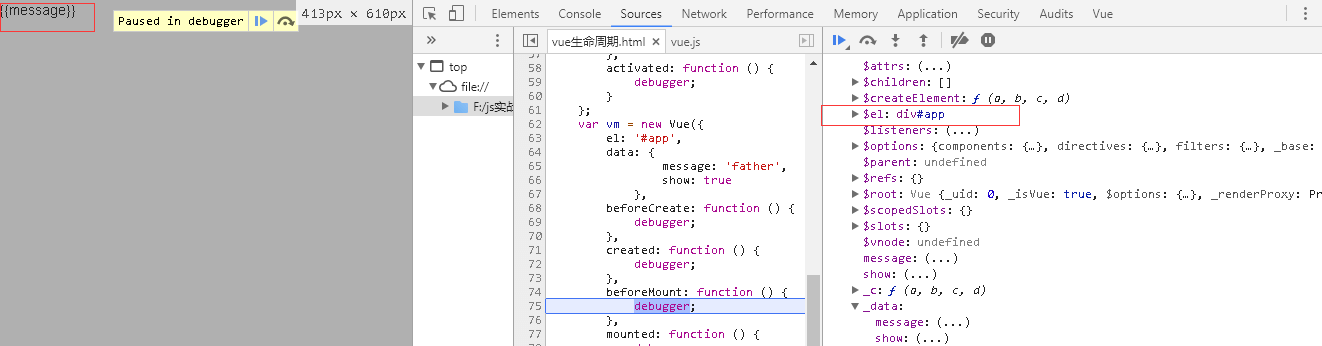 {{message}}
Paused in debugger
413px × 610px
Elements Console Sources Network Performance Memory Application Security Audits Vue
»
top
file://
F:/js实战
vue生命周期.html × vue.js
58 activated: function () {
59 debugger;
60 }
61 };
62 var vm = new Vue({
63 el: '#app',
64 data: {
65 message: 'father',
66 show: true
67 },
68 beforeCreate: function () {
69 debugger;
70 },
71 created: function () {
72 debugger;
73 },
74 beforeMount: function () {
75 debugger;
76 },
77 mounted: function () {
$attrs: (...)
$children: []
$createElement: ƒ (a, b, c, d)
$el: div#app
$listeners: (...)
$options: {components: {…}, directives: {…}, filters: {…}, _base:
$parent: undefined
$refs: {}
$root: Vue {_uid: 0, _isVue: true, $options: {…}, _renderProxy: Pr
$scopedSlots: {}
$slots: {}
$vnode: undefined
message: (...)
show: (...)
_c: ƒ (a, b, c, d)
_data:
message: (...)
show: (...)